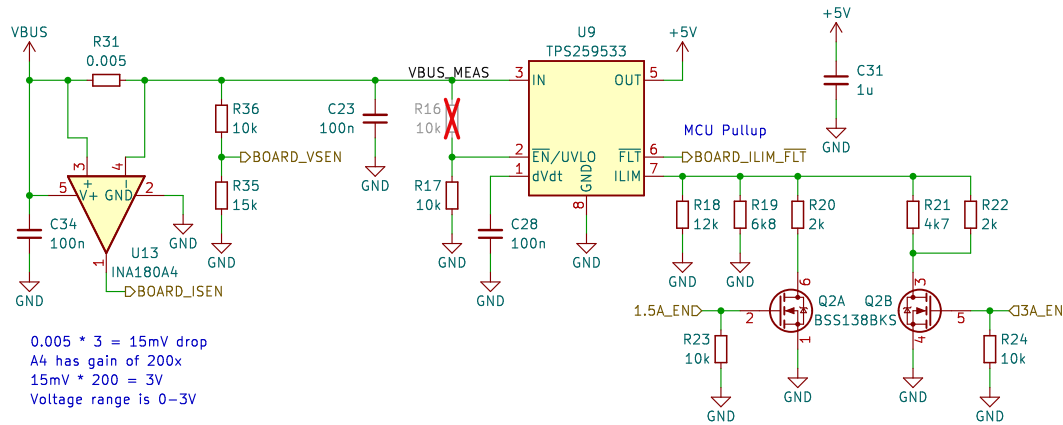 VBUS
R31
0.005
3
4
5
2
+
-
V+
GND
GND
C34
100n
GND
1
U13
INA180A4
BOARD_ISEN
R36
10k
BOARD_VSEN
R35
15k
GND
C23
100n
GND
VBUS_MEAS
R16
10k
R17
10k
GND
C28
100n
GND
U9
TPS259533
3
IN
OUT
5
+5V
2
EN/UVLO
FLT
6
1
dVdt
ILIM
7
GND
8
GND
MCU Pullup
BOARD_ILIM_FLT
+5V
C31
1u
GND
R18
12k
GND
R19
6k8
GND
R20
2k
R21
4k7
R22
2k
1.5A_EN
2
6
1
Q2A
Q2B
BSS138BKS
3
4
5
3A_EN
R23
10k
GND
GND
GND
R24
10k
GND
0.005 * 3 = 15mV drop
A4 has gain of 200x
15mV * 200 = 3V
Voltage range is 0-3V